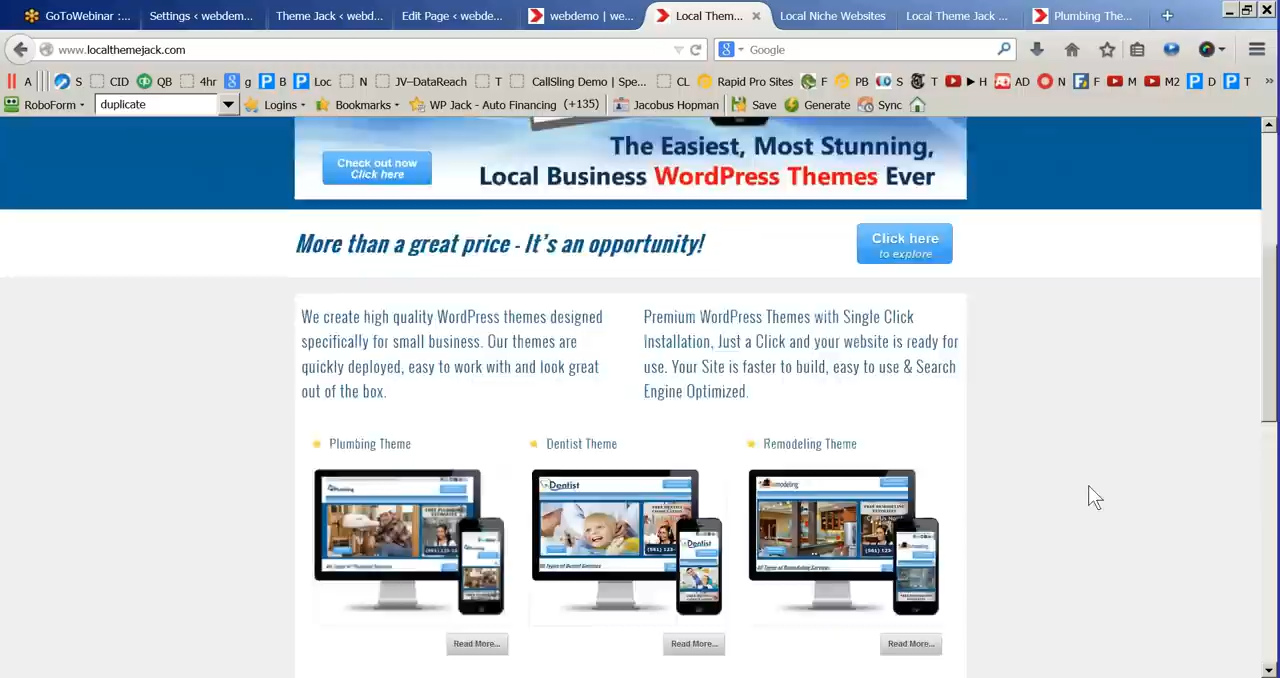 GoToWebinar :...
Settings ‹ webdem...
Theme Jack ‹ webd...
Edit Page ‹ webde...
webdemo | we...
Local Them...
Local Niche Websites
Local Theme Jack ...
Plumbing The...
www.localthemejack.com
Google
A
S
CID
QB
4hr
g
B
Loc
N
JV-DataReach
T
CallSling Demo | Spe...
CL
Rapid Pro Sites
F
PB
S
T
H
AD
N
F
M
M2
D
T
RoboForm
duplicate
Logins
Bookmarks
WP Jack - Auto Financing (+135)
Jacobus Hopman
Save
Generate
Sync
The Easiest, Most Stunning,
Check out now
Click here
Local Business WordPress Themes Ever
More than a great price - It's an opportunity!
Click here
to explore
We create high quality WordPress themes designed
specifically for small business. Our themes are
quickly deployed, easy to work with and look great
out of the box.
Premium WordPress Themes with Single Click
Installation, Just a Click and your website is ready for
use. Your Site is faster to build, easy to use & Search
Engine Optimized.
Plumbing Theme
Dentist Theme
Remodeling Theme
Plumbing
Dentist
Dentist
Remodeling
Read More...
Read More...
Read More...